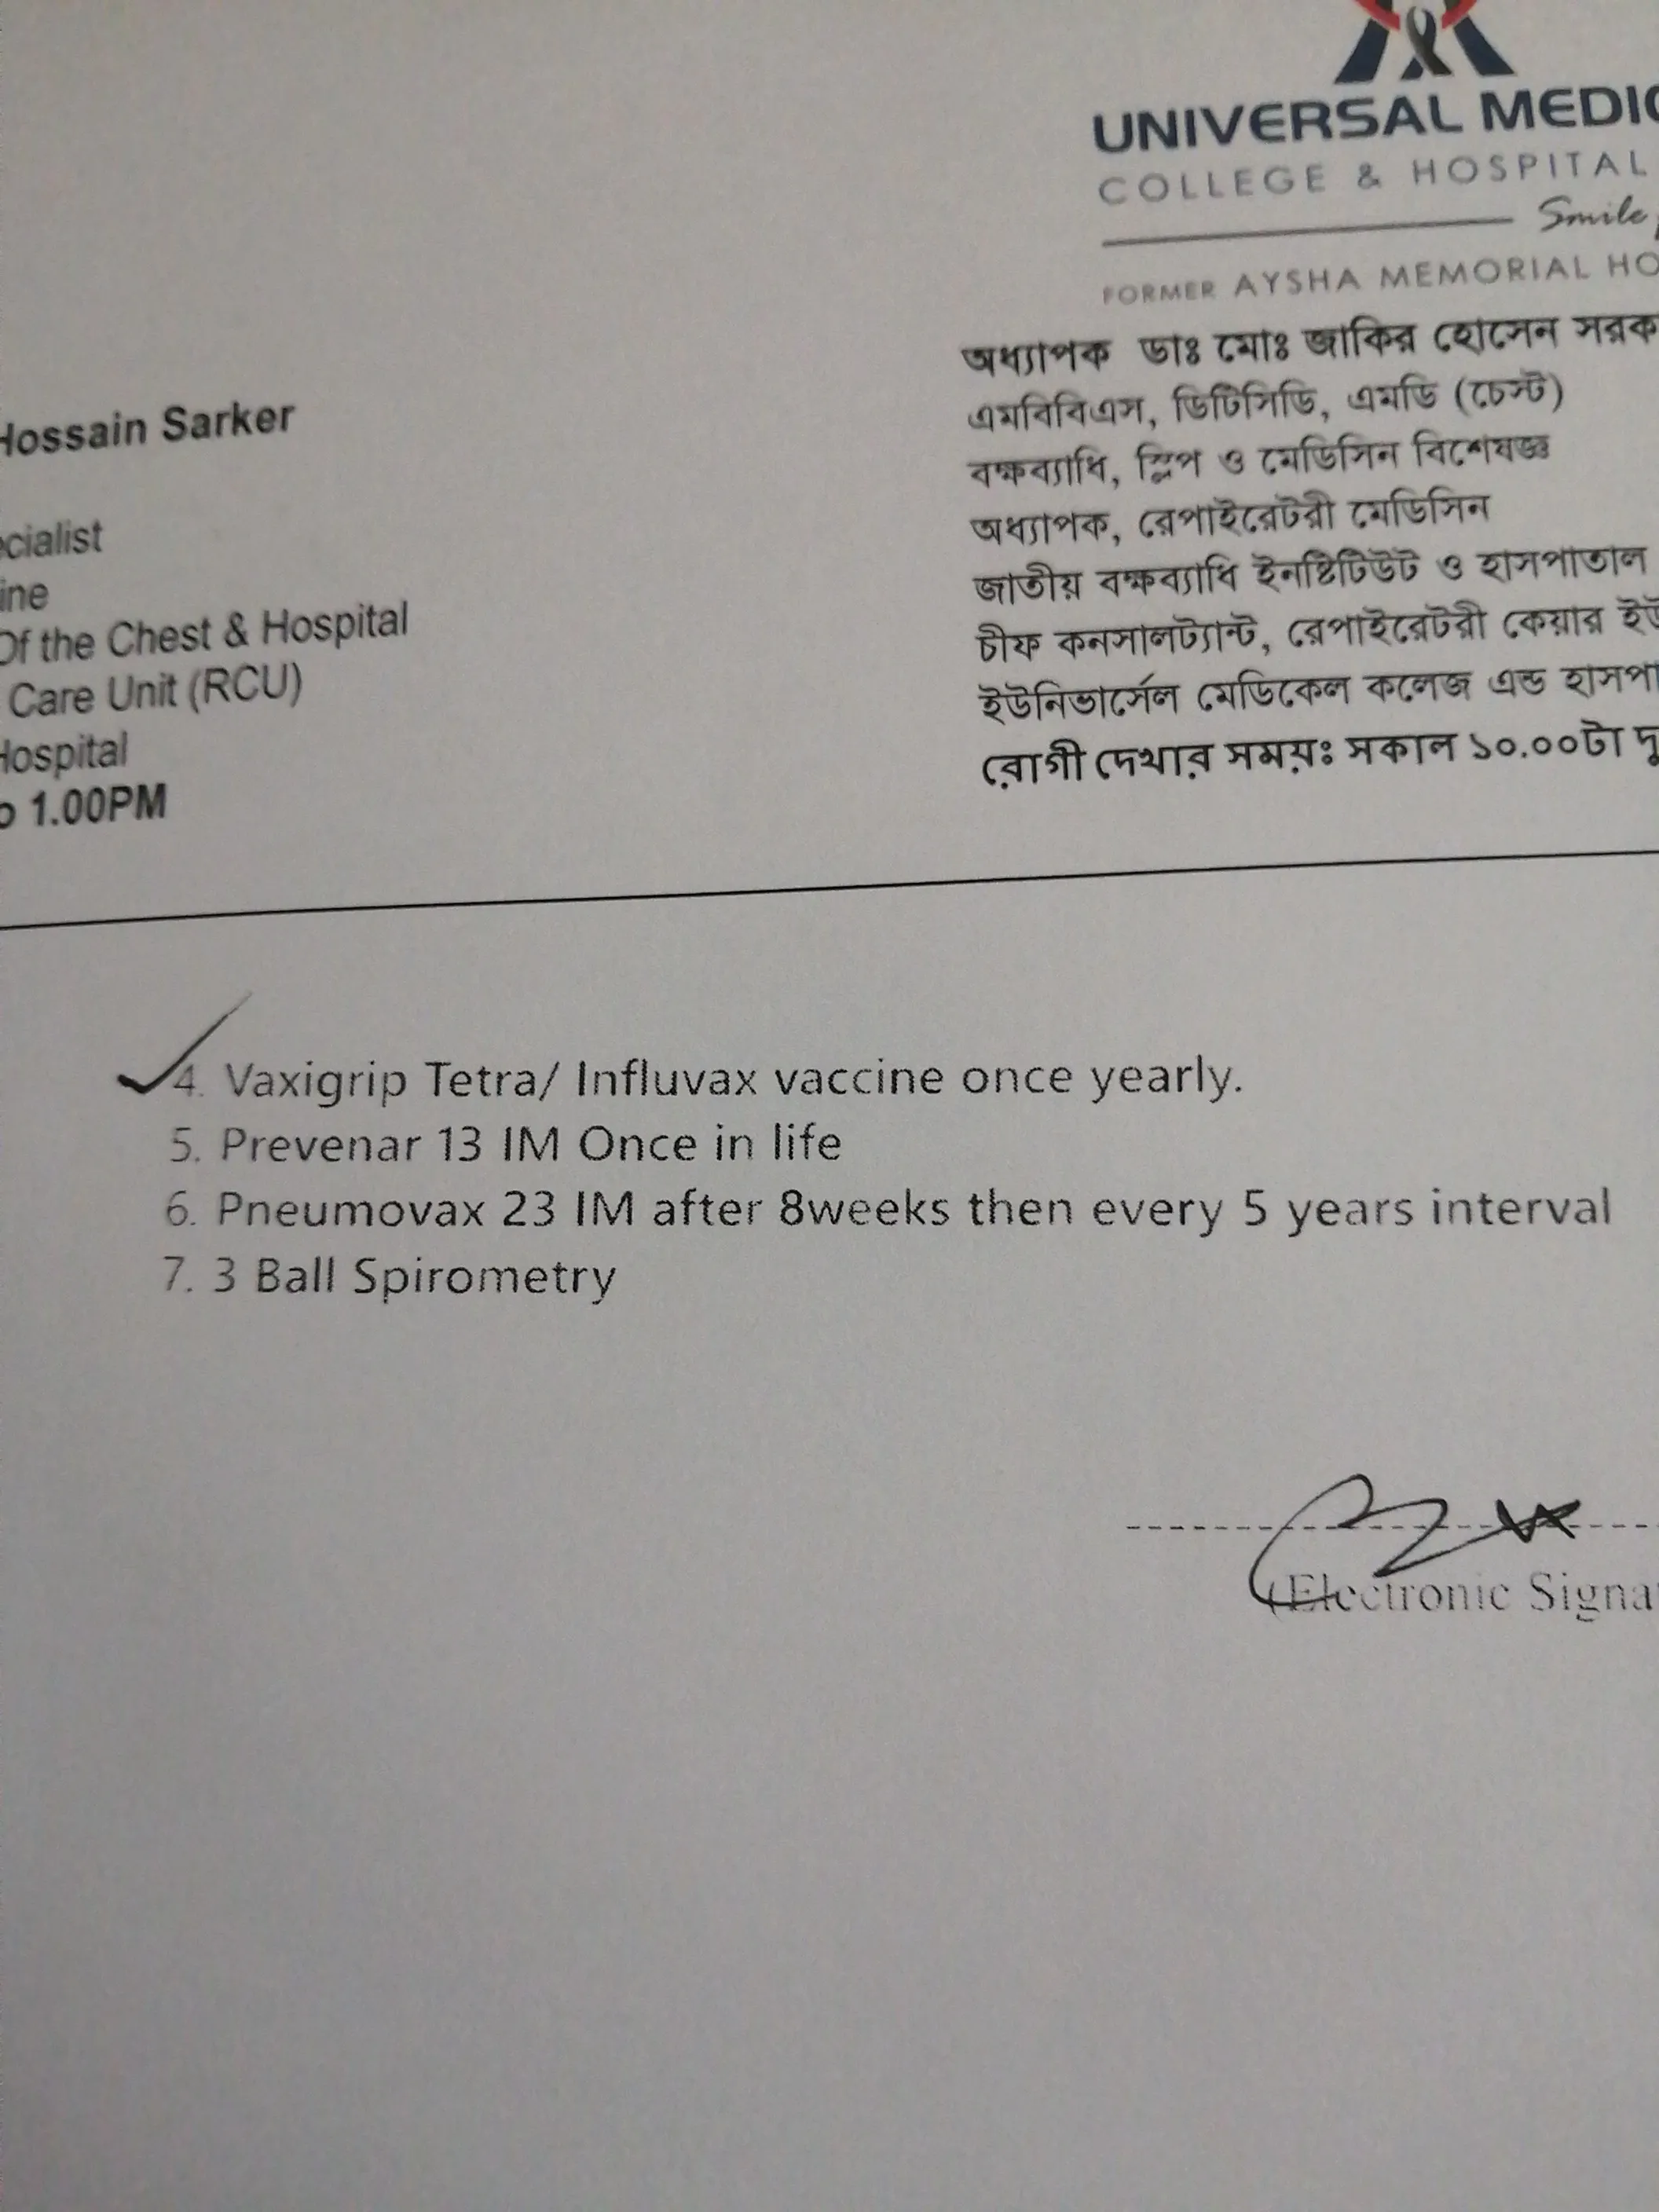 UNIVERSAL MEDIC
COLLEGE & HOSPITAL
Smile
FORMER AYSHA MEMORIAL HO
Hossain Sarker
ecialist
ine
Of the Chest & Hospital
Care Unit (RCU)
Hospital
o 1.00PM
অধ্যাপক ডাঃ মোঃ জাকির হোসেন সরক
এমবিবিএস, ডিটিসিডি, এমডি (চেস্ট)
বক্ষব্যাধি, স্লিপ ও মেডিসিন বিশেষজ্ঞ
অধ্যাপক, রেপাইরেটরী মেডিসিন
জাতীয় বক্ষব্যাধি ইনষ্টিটিউট ও হাসপাতাল
চীফ কনসালট্যান্ট, রেপাইরেটরী কেয়ার ইউ
ইউনিভার্সেল মেডিকেল কলেজ এন্ড হাসপা
রোগী দেখার সময়ঃ সকাল ১০.০০টা দু
4. Vaxigrip Tetra/ Influvax vaccine once yearly.
5. Prevenar 13 IM Once in life
6. Pneumovax 23 IM after 8weeks then every 5 years interval
7. 3 Ball Spirometry
(Electronic Signa